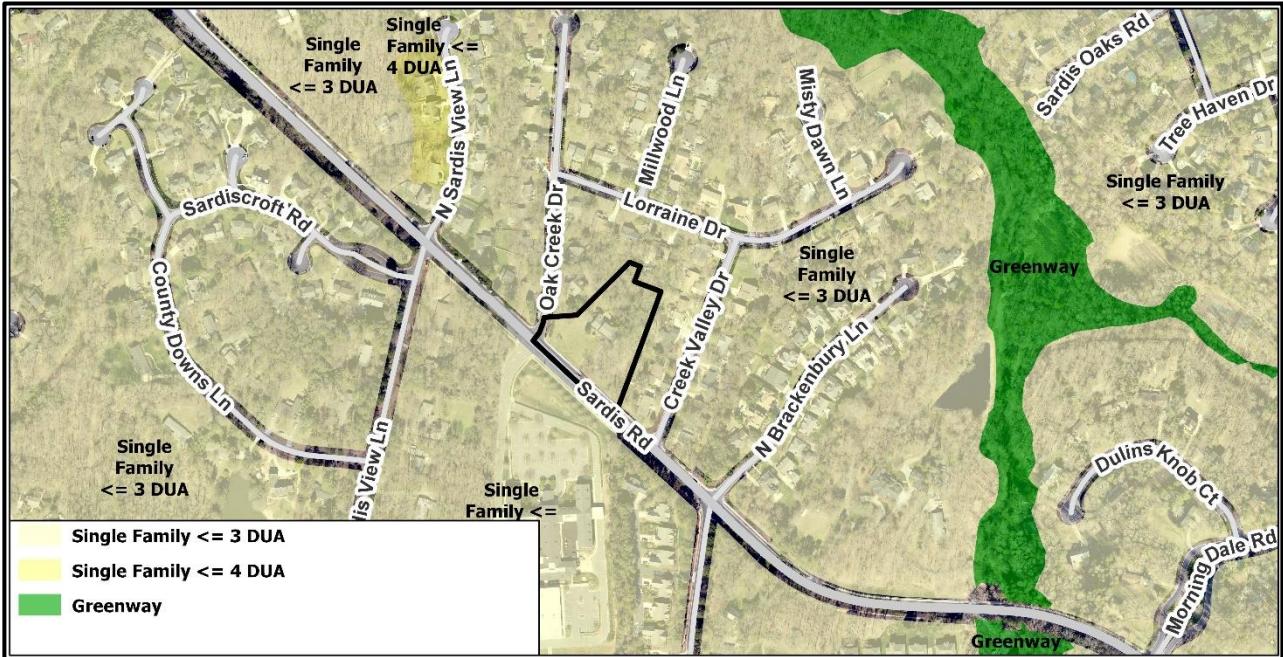 Single
Family <=
4 DUA
Single
Family
<= 3 DUA
N Sardis View Ln
Oak Creek Dr
Millwood Ln
Misty Dawn Ln
Sardis Oaks Rd
Tree Haven Dr
Single Family
<= 3 DUA
Sardiscroft Rd
Lorraine Dr
County Downs Ln
Single
Family
<= 3 DUA
Greenway
Creek Valley Dr
N Brackenbury Ln
Sardis Rd
Single
Family
<= 3 DUA
dis View Ln
Single
Family <=
Dulins Knob Ct
Morning Dale Rd
Greenway
Single Family <= 3 DUA
Single Family <= 4 DUA
Greenway